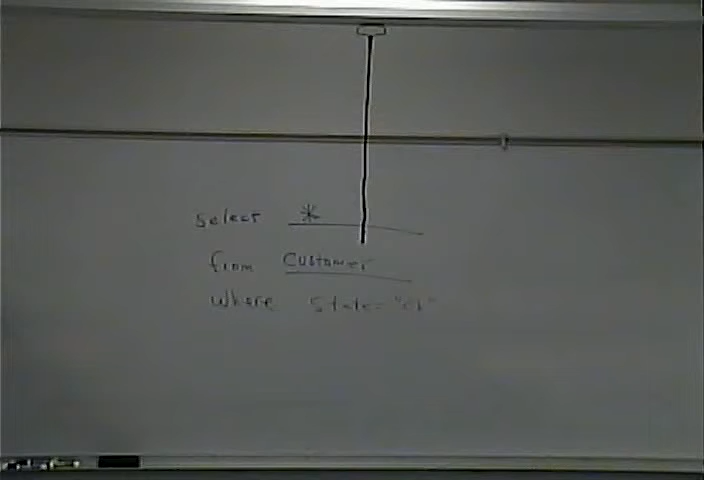 Select *
from Customer
where State =